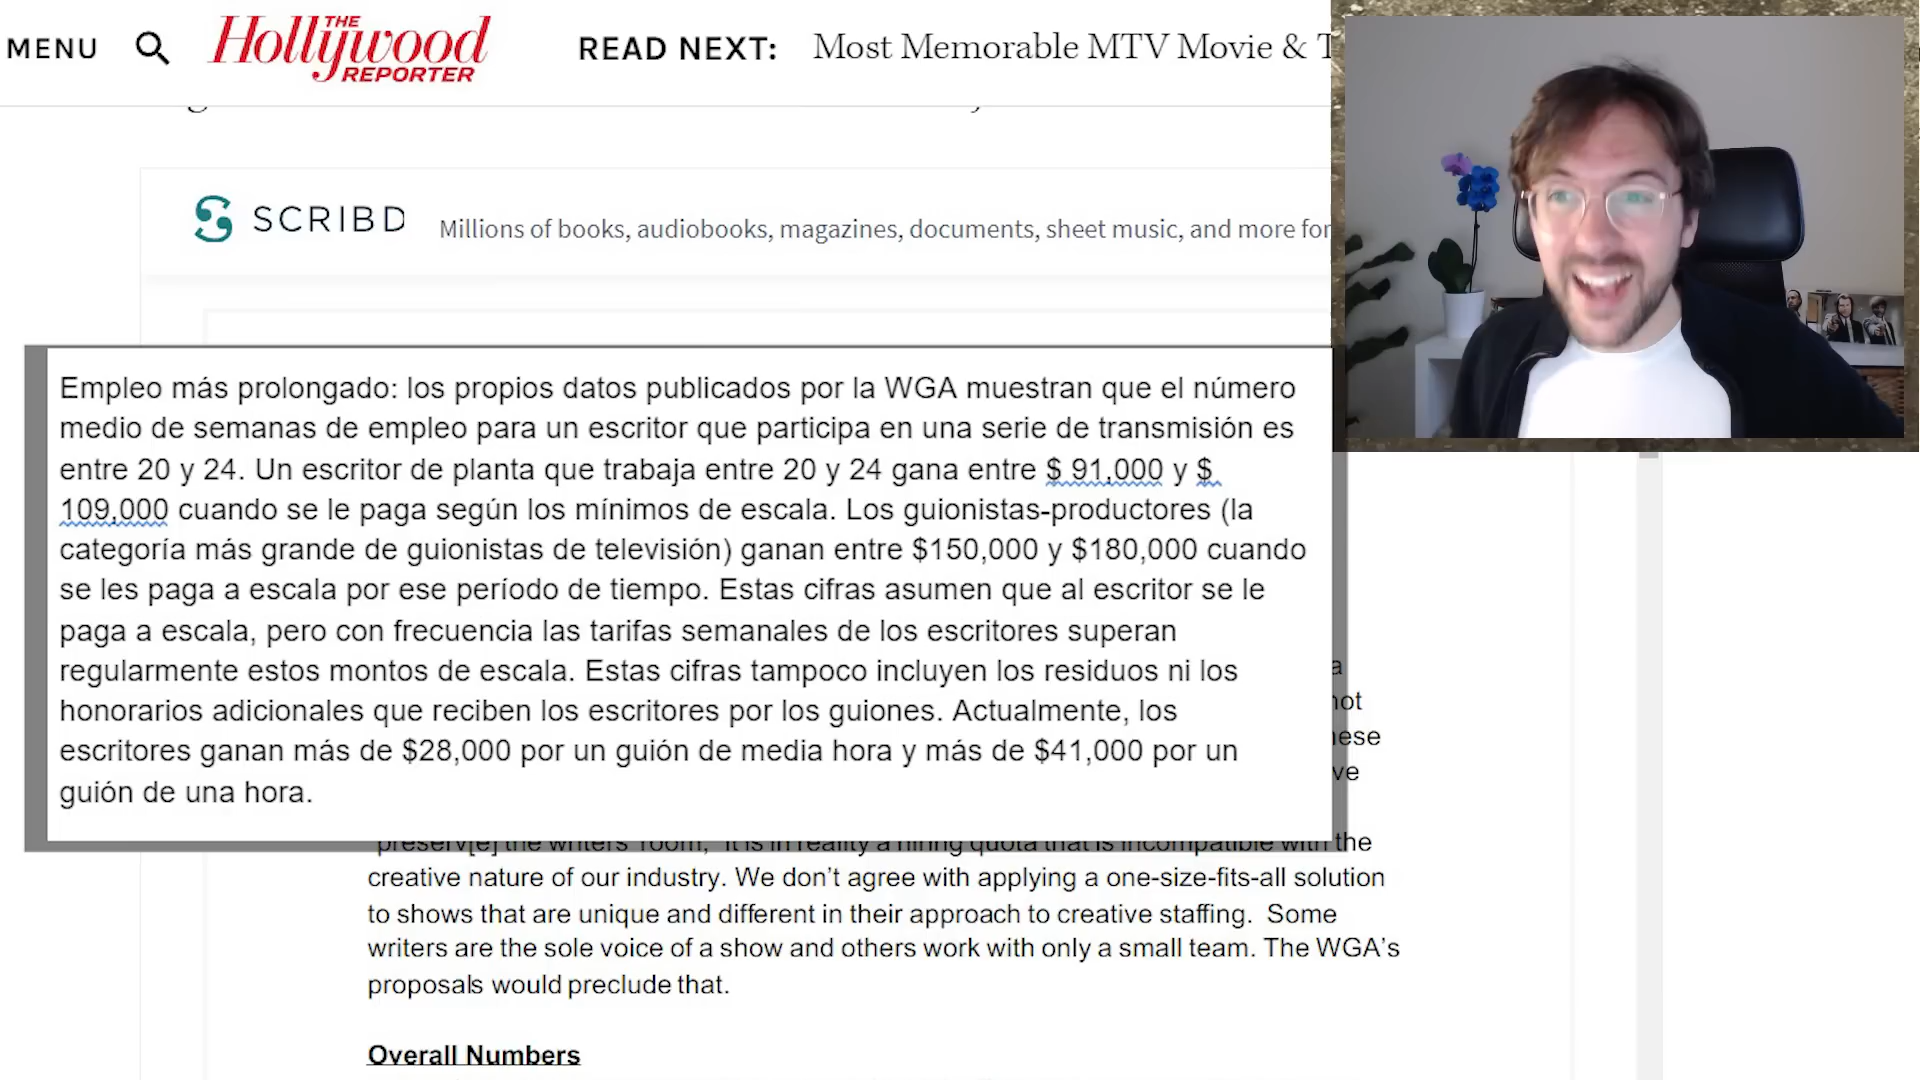 MENU
THE
Hollywood
REPORTER
READ NEXT:
Most Memorable MTV Movie &
SCRIBD
Millions of books, audiobooks, magazines, documents, sheet music, and more for
Empleo más prolongado: los propios datos publicados por la WGA muestran que el número
medio de semanas de empleo para un escritor que participa en una serie de transmisión es
entre 20 y 24. Un escritor de planta que trabaja entre 20 y 24 gana entre $ 91,000 y $
109,000 cuando se le paga según los mínimos de escala. Los guionistas-productores (la
categoría más grande de guionistas de televisión) ganan entre $150,000 y $180,000 cuando
se les paga a escala por ese período de tiempo. Estas cifras asumen que al escritor se le
paga a escala, pero con frecuencia las tarifas semanales de los escritores superan
regularmente estos montos de escala. Estas cifras tampoco incluyen los residuos ni los
honorarios adicionales que reciben los escritores por los guiones. Actualmente, los
escritores ganan más de $28,000 por un guión de media hora y más de $41,000 por un
guión de una hora.
preserv[e] the writers' room," it is in reality a hiring quota that is incompatible with the
creative nature of our industry. We don't agree with applying a one-size-fits-all solution
to shows that are unique and different in their approach to creative staffing. Some
writers are the sole voice of a show and others work with only a small team. The WGA's
proposals would preclude that.
Overall Numbers